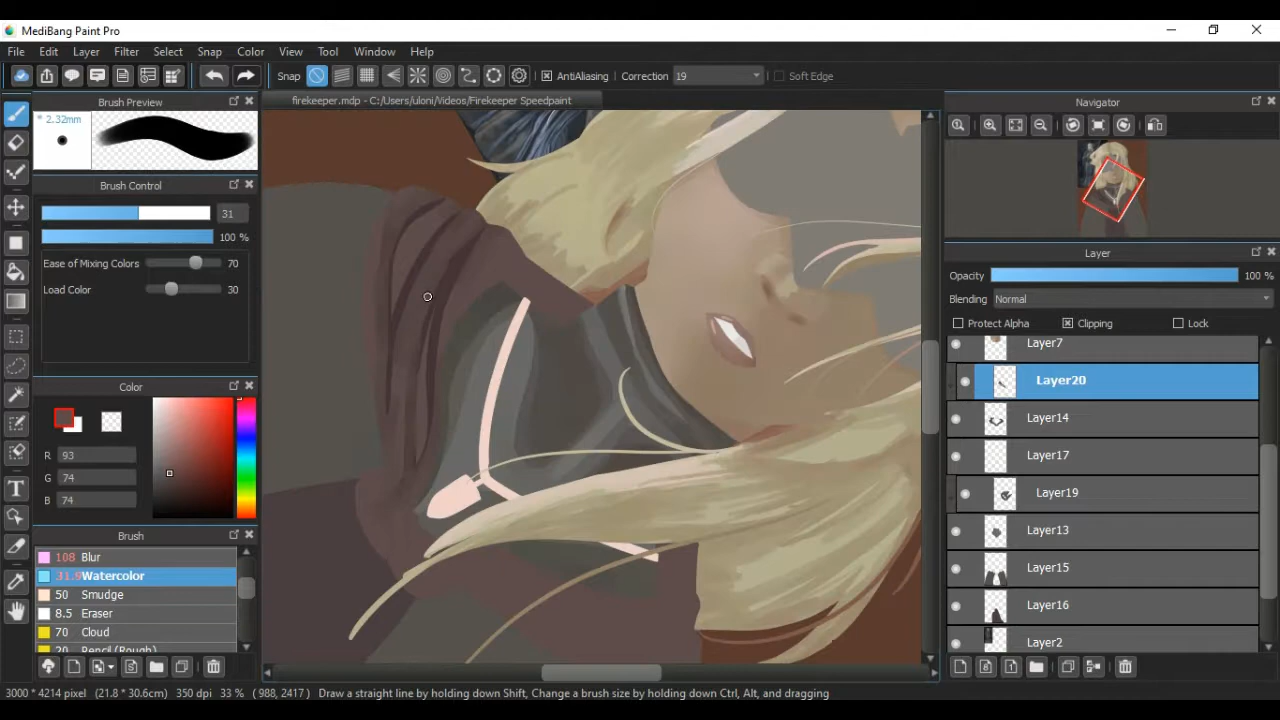 MediBang Paint Pro
File Edit Layer Filter Select Snap Color View Tool Window Help
Snap AntiAliasing Correction 19 Soft Edge
Brush Preview
firekeeper.mdp - C:/Users/uloni/Videos/Firekeeper Speedpaint
Navigator
2.32mm
Brush Control
31
100 %
Ease of Mixing Colors 70
Load Color 30
Layer
Opacity 100 %
Blending Normal
Protect Alpha Clipping Lock
Layer7
Layer20
Layer14
Layer17
Layer19
Layer13
Layer15
Layer16
Layer2
Color
R 93
G 74
B 74
Brush
108 Blur
31.9 Watercolor
50 Smudge
8.5 Eraser
70 Cloud
20 Pencil (Rough)
3000 * 4214 pixel (21.8 * 30.6cm) 350 dpi 33 % ( 988, 2417 ) Draw a straight line by holding down Shift, Change a brush size by holding down Ctrl, Alt, and dragging